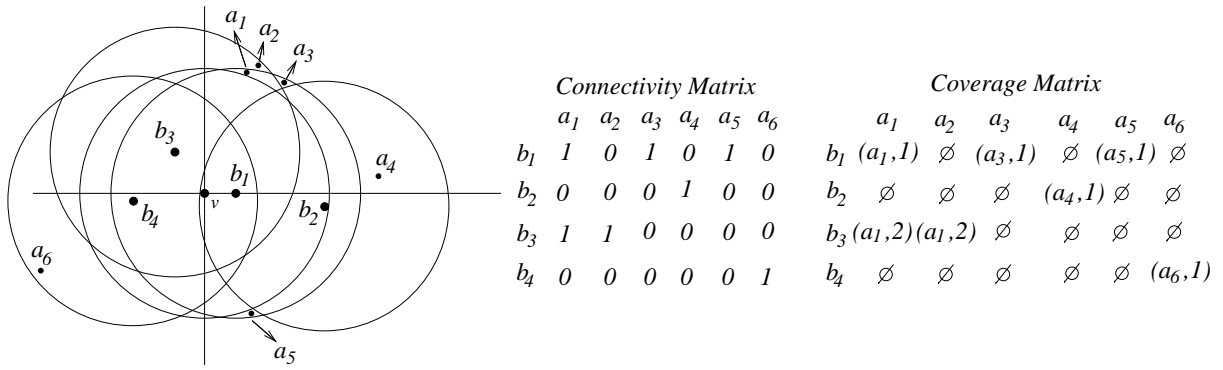 a1
a2
a3
b3
a4
b1
v
b2
b4
a6
a5
Connectivity Matrix
a1 a2 a3 a4 a5 a6
b1 1 0 1 0 1 0
b2 0 0 0 1 0 0
b3 1 1 0 0 0 0
b4 0 0 0 0 0 1
Coverage Matrix
a1 a2 a3 a4 a5 a6
b1 (a1,1) ∅ (a3,1) ∅ (a5,1) ∅
b2 ∅ ∅ ∅ (a4,1) ∅ ∅
b3 (a1,2) (a1,2) ∅ ∅ ∅ ∅
b4 ∅ ∅ ∅ ∅ ∅ (a6,1)